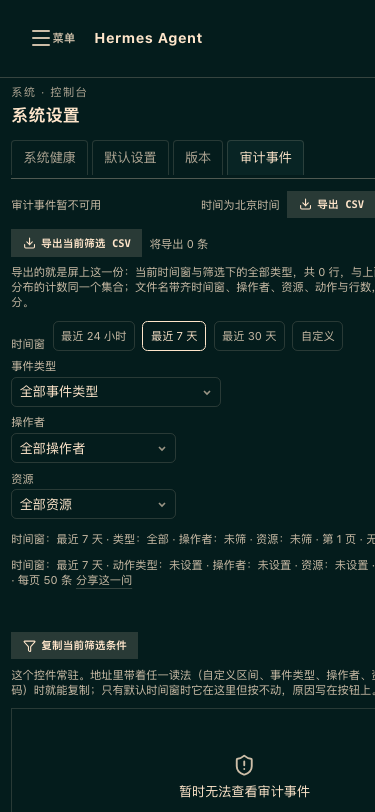 菜单 Hermes Agent
系统 · 控制台
系统设置
系统健康 默认设置 版本 审计事件
审计事件暂不可用 时间为北京时间 导出 CSV
导出当前筛选 CSV 将导出 0 条
导出的就是屏上这一份：当前时间窗与筛选下的全部类型，共 0 行，与上
分布的计数同一个集合；文件名带齐时间窗、操作者、资源、动作与行数，
分。
时间窗 最近 24 小时 最近 7 天 最近 30 天 自定义
事件类型
全部事件类型
操作者
全部操作者
资源
全部资源
时间窗：最近 7 天 · 类型：全部 · 操作者：未筛 · 资源：未筛 · 第 1 页 · 无
时间窗：最近 7 天 · 动作类型：未设置 · 操作者：未设置 · 资源：未设置 ·
· 每页 50 条 分享这一问
复制当前筛选条件
这个控件常驻。地址里带着任一读法（自定义区间、事件类型、操作者、
码）时就能复制；只有默认时间窗时它在这里但按不动，原因写在按钮上。
暂时无法查看审计事件